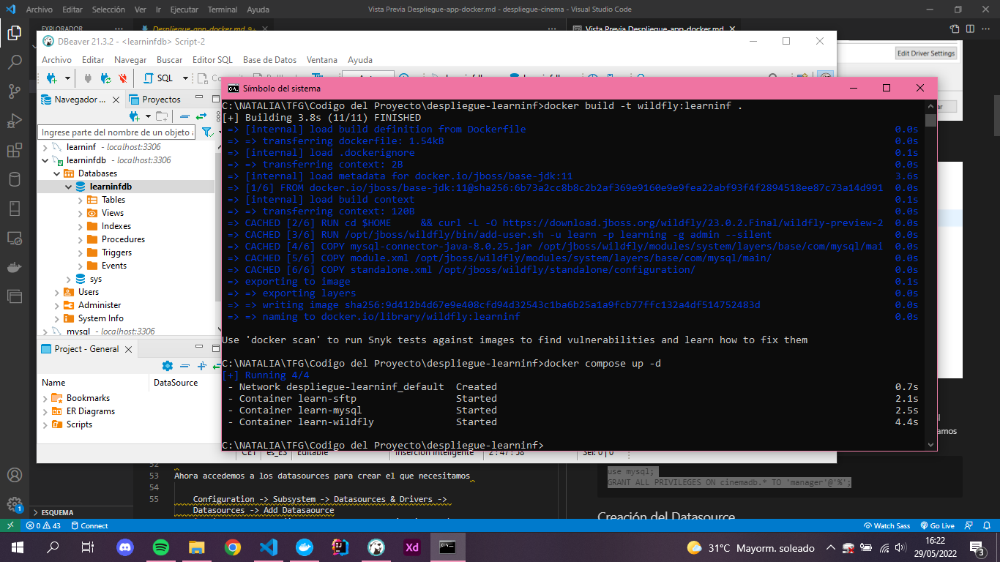 Archivo Editar Selección Ver Ir Ejecutar Terminal Ayuda
Vista Previa Despliegue-app-docker.md - despliegue-cinema - Visual Studio Code
EXPLORADOR
Despliegue-app-docker.md 9+
Vista Previa Despliegue-app-docker.md
DBeaver 21.3.2 - <learninfdb> Script-2
Archivo Editar Navegar Buscar Editor SQL Base de Datos Ventana Ayuda
Edit Driver Settings
SQL
Navegador ...
Proyectos
Ingrese parte del nombre de un objeto a
learninf - localhost:3306
learninfdb - localhost:3306
Databases
learninfdb
Tables
Views
Indexes
Procedures
Triggers
Events
sys
Users
Administer
System Info
mysql - localhost:3306
Project - General
Name DataSource
Bookmarks
ER Diagrams
Scripts
Símbolo del sistema
C:\NATALIA\TFG\Codigo del Proyecto\despliegue-learninf>docker build -t wildfly:learninf .
[+] Building 3.8s (11/11) FINISHED
=> [internal] load build definition from Dockerfile 0.0s
=> => transferring dockerfile: 1.54kB 0.0s
=> [internal] load .dockerignore 0.1s
=> => transferring context: 2B 0.0s
=> [internal] load metadata for docker.io/jboss/base-jdk:11 3.6s
=> [1/6] FROM docker.io/jboss/base-jdk:11@sha256:6b73a2cc8b8c2b2af369e9160e9e9fea22abf93f4f2894518ee87c73a14d991 0.0s
=> [internal] load build context 0.1s
=> => transferring context: 120B 0.0s
=> CACHED [2/6] RUN cd $HOME && curl -L -O https://download.jboss.org/wildfly/23.0.2.Final/wildfly-preview-2 0.0s
=> CACHED [3/6] RUN /opt/jboss/wildfly/bin/add-user.sh -u learn -p learning -g admin --silent 0.0s
=> CACHED [4/6] COPY mysql-connector-java-8.0.25.jar /opt/jboss/wildfly/modules/system/layers/base/com/mysql/mai 0.0s
=> CACHED [5/6] COPY module.xml /opt/jboss/wildfly/modules/system/layers/base/com/mysql/main/ 0.0s
=> CACHED [6/6] COPY standalone.xml /opt/jboss/wildfly/standalone/configuration/ 0.0s
=> exporting to image 0.1s
=> => exporting layers 0.0s
=> => writing image sha256:9d412b4d67e9e408cfd94d32543c1ba6b25a1a9fcb77ffc132a4df514752483d 0.0s
=> => naming to docker.io/library/wildfly:learninf 0.0s
Use 'docker scan' to run Snyk tests against images to find vulnerabilities and learn how to fix them
C:\NATALIA\TFG\Codigo del Proyecto\despliegue-learninf>docker compose up -d
[+] Running 4/4
- Network despliegue-learninf_default Created 0.7s
- Container learn-sftp Started 2.1s
- Container learn-mysql Started 2.5s
- Container learn-wildfly Started 4.4s
C:\NATALIA\TFG\Codigo del Proyecto\despliegue-learninf>
CET es_ES Editable Inserción inteligente 2 : 47 : 58 Sel: 0 | 0
amos
52
53 Ahora accedemos a los datasources para crear el que necesitamos
54
55 Configuration -> Subsystem -> Datasources & Drivers ->
Datasources -> Add Datasaource
use mysql;
GRANT ALL PRIVILEGES ON cinemadb.* TO 'manager'@'%';
Creación del Datasource
ESQUEMA
1
0 43 Connect
Watch Sass Go Live
Xd
31°C Mayorm. soleado
16:22
29/05/2022
3